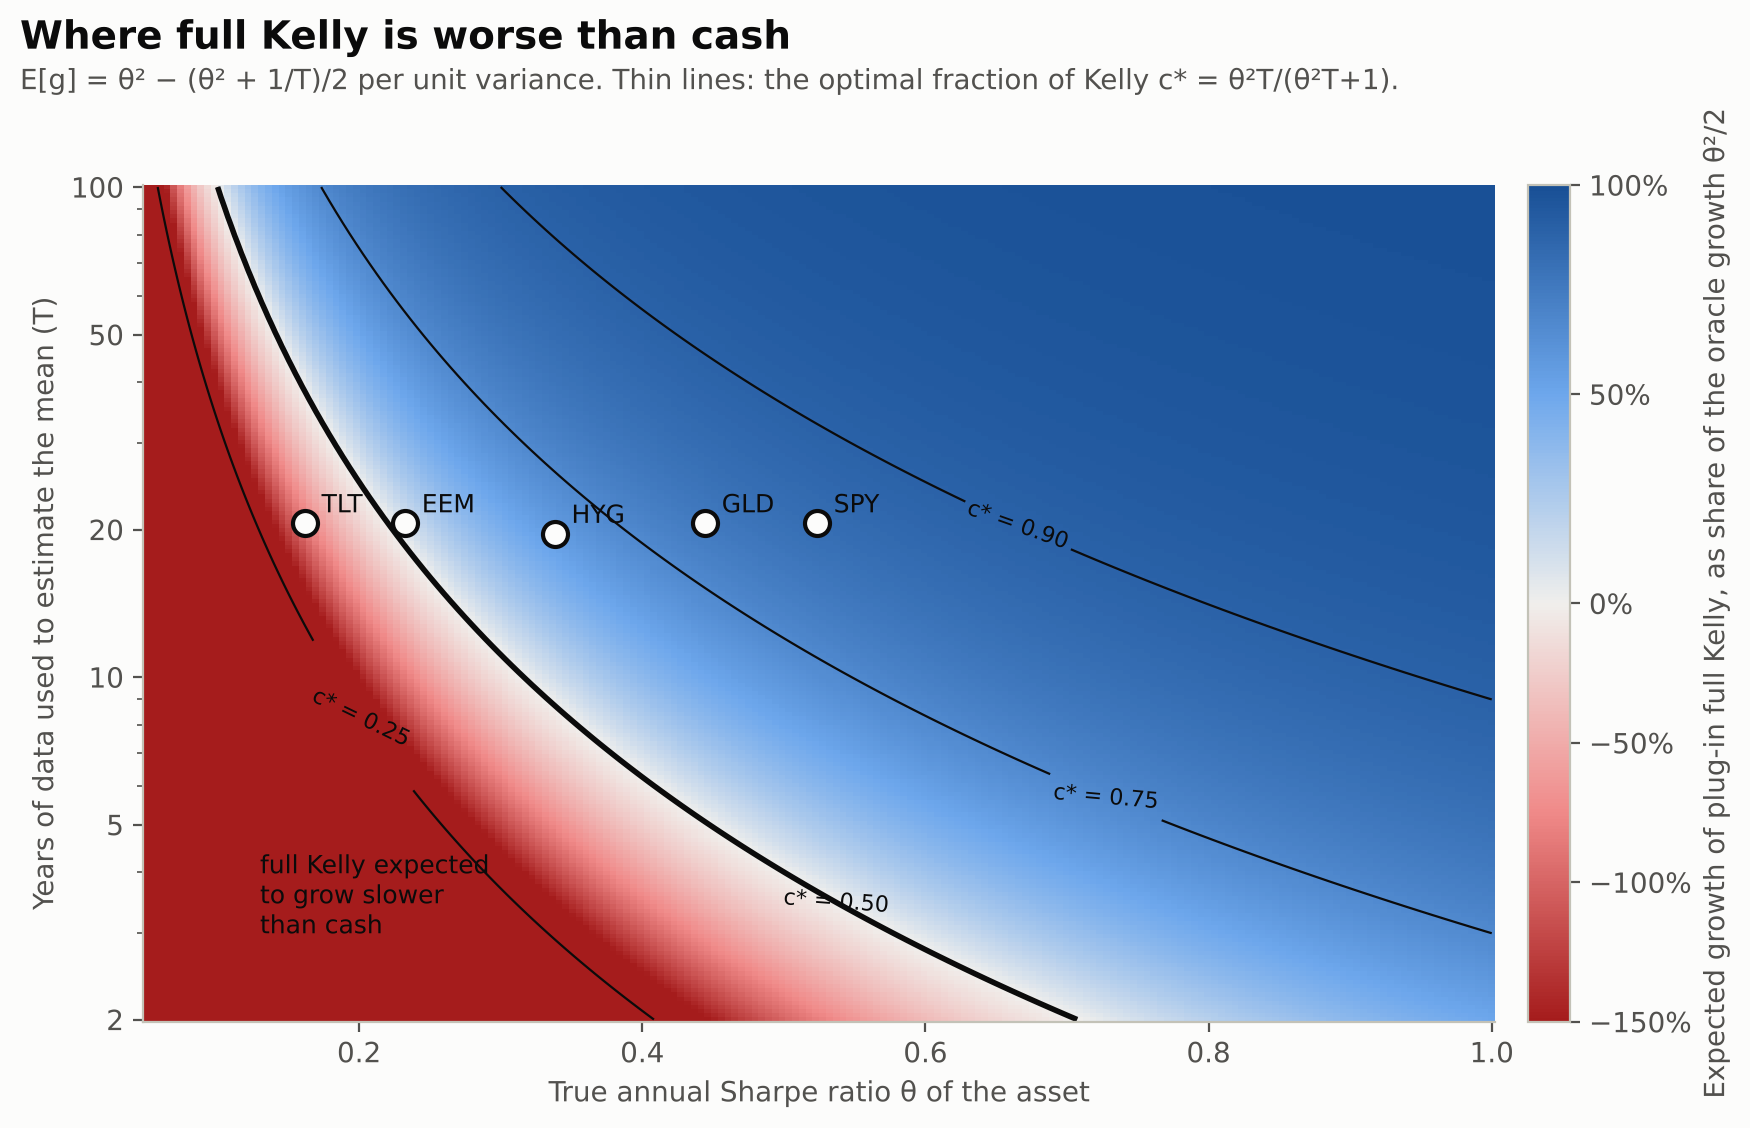 Where full Kelly is worse than cash
E[g] = θ² − (θ² + 1/T)/2 per unit variance. Thin lines: the optimal fraction of Kelly c* = θ²T/(θ²T+1).
Years of data used to estimate the mean (T)
100
50
20
10
5
2
TLT
EEM
HYG
GLD
SPY
c* = 0.90
c* = 0.25
c* = 0.75
c* = 0.50
full Kelly expected
to grow slower
than cash
0.2
0.4
0.6
0.8
1.0
True annual Sharpe ratio θ of the asset
100%
50%
0%
−50%
−100%
−150%
Expected growth of plug-in full Kelly, as share of the oracle growth θ²/2